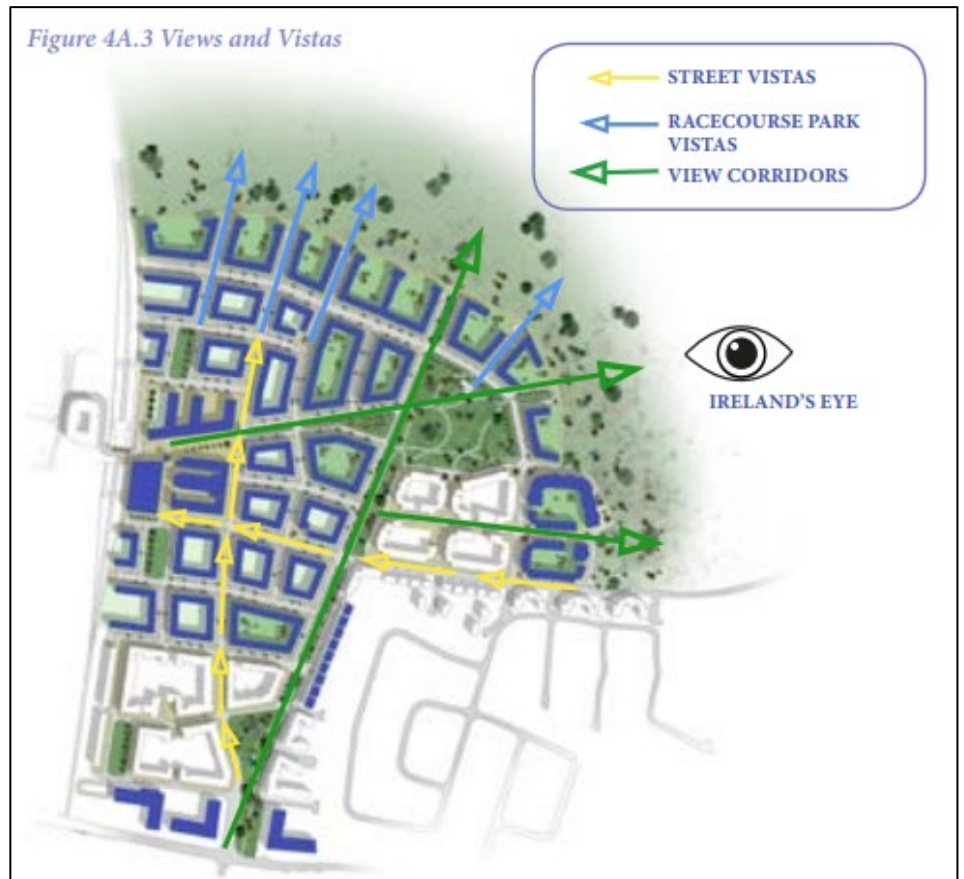 Figure 4A.3 Views and Vistas
STREET VISTAS
RACECOURSE PARK
VISTAS
VIEW CORRIDORS
IRELAND'S EYE